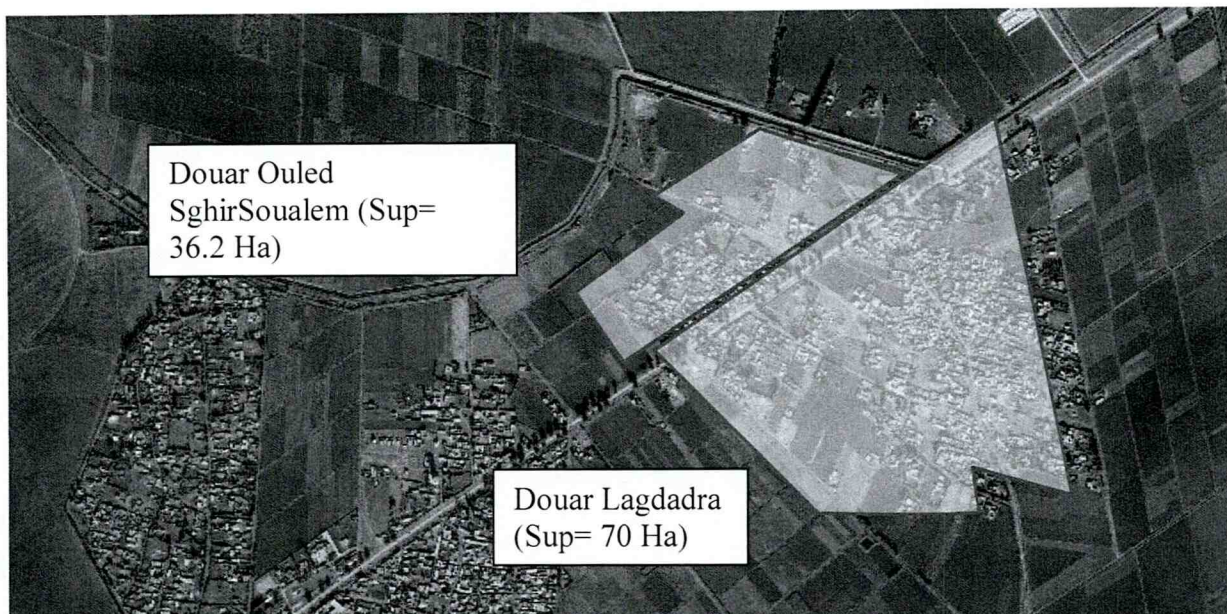 Douar Ouled
SghirSoualem (Sup=
36.2 Ha)
Douar Lagdadra
(Sup= 70 Ha)